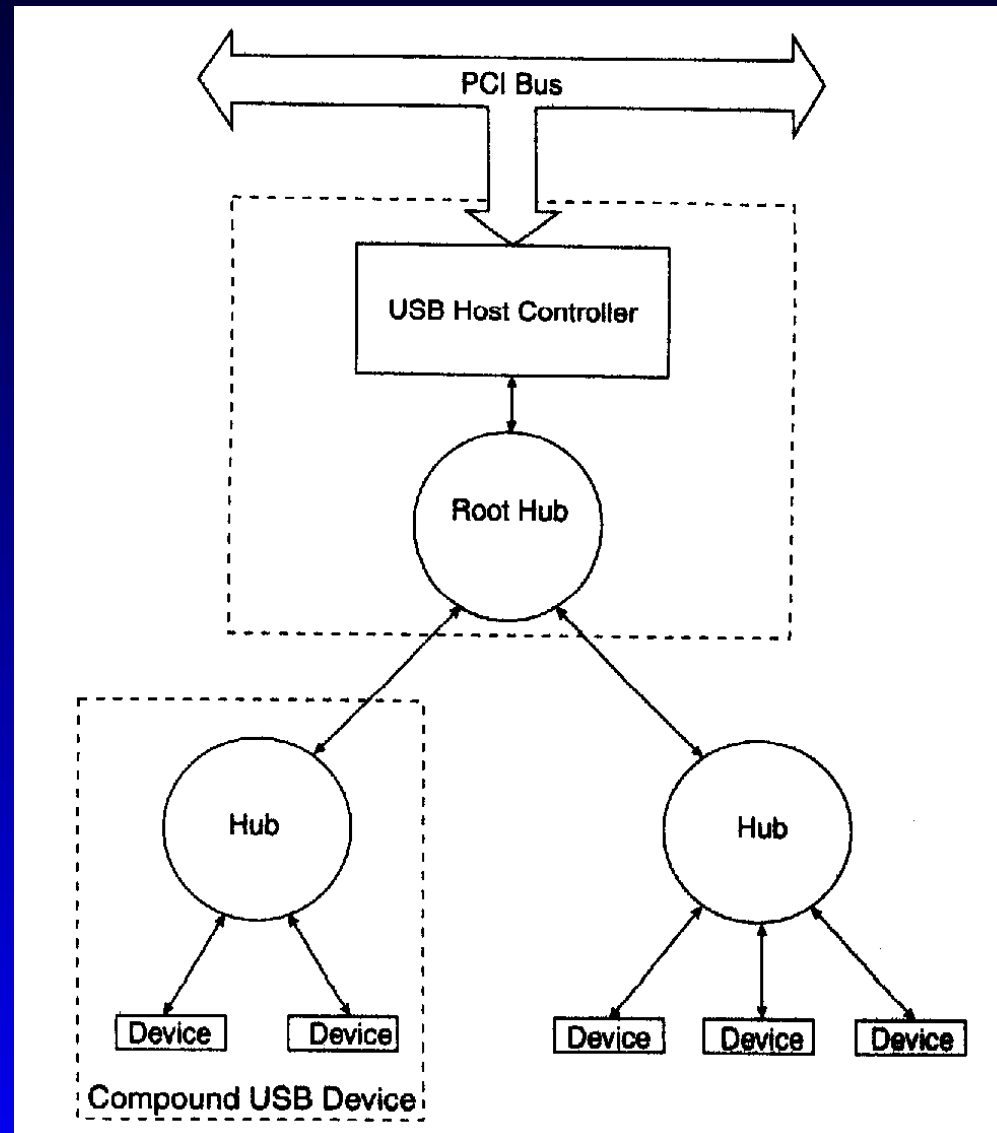 PCI Bus
USB Host Controller
Root Hub
Hub
Hub
Device
Device
Device
Device
Device
Compound USB Device